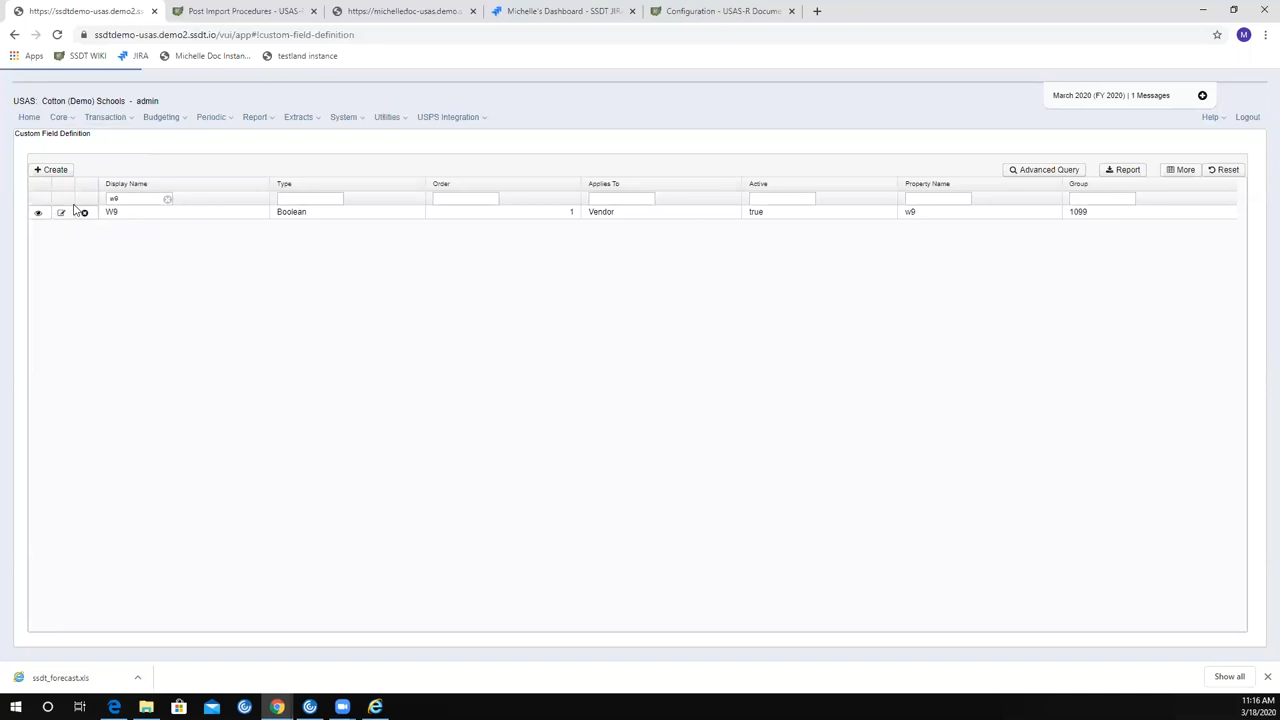 https://ssdtdemo-usas.demo2.s
Post Import Procedures - USAS-
https://michelledoc-usas.demo
Michelle's Dashboard - SSDT JIR
Configuration - USAS-R Docume
ssdtdemo-usas.demo2.ssdt.io/vui/app#!custom-field-definition
M
Apps
SSDT WIKI
JIRA
Michelle Doc Instan...
testland instance
March 2020 (FY 2020) | 1 Messages
USAS: Cotton (Demo) Schools - admin
Home Core Transaction Budgeting Periodic Report Extracts System Utilities USPS Integration Help Logout
Custom Field Definition
+ Create Advanced Query Report More Reset
Display Name Type Order Applies To Active Property Name Group
w9
W9 Boolean 1 Vendor true w9 1099
ssdt_forecast.xls
Show all
11:16 AM
3/18/2020